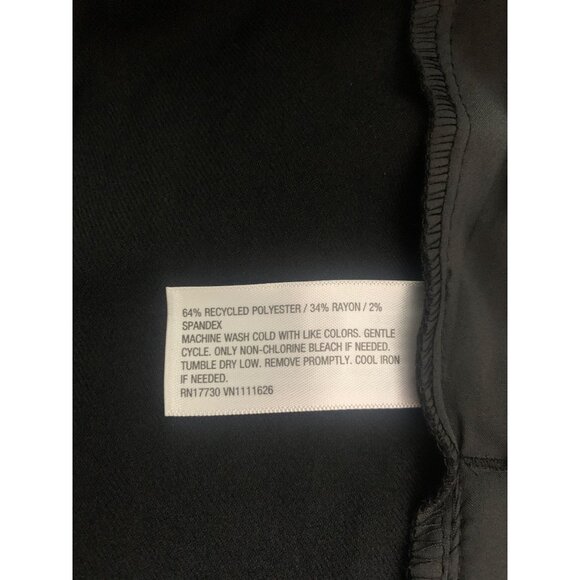 64% RECYCLED POLYESTER / 34% RAYON / 2%
SPANDEX
MACHINE WASH COLD WITH LIKE COLORS. GENTLE
CYCLE. ONLY NON-CHLORINE BLEACH IF NEEDED.
TUMBLE DRY LOW. REMOVE PROMPTLY. COOL IRON
IF NEEDED.
RN17730 VN1111626